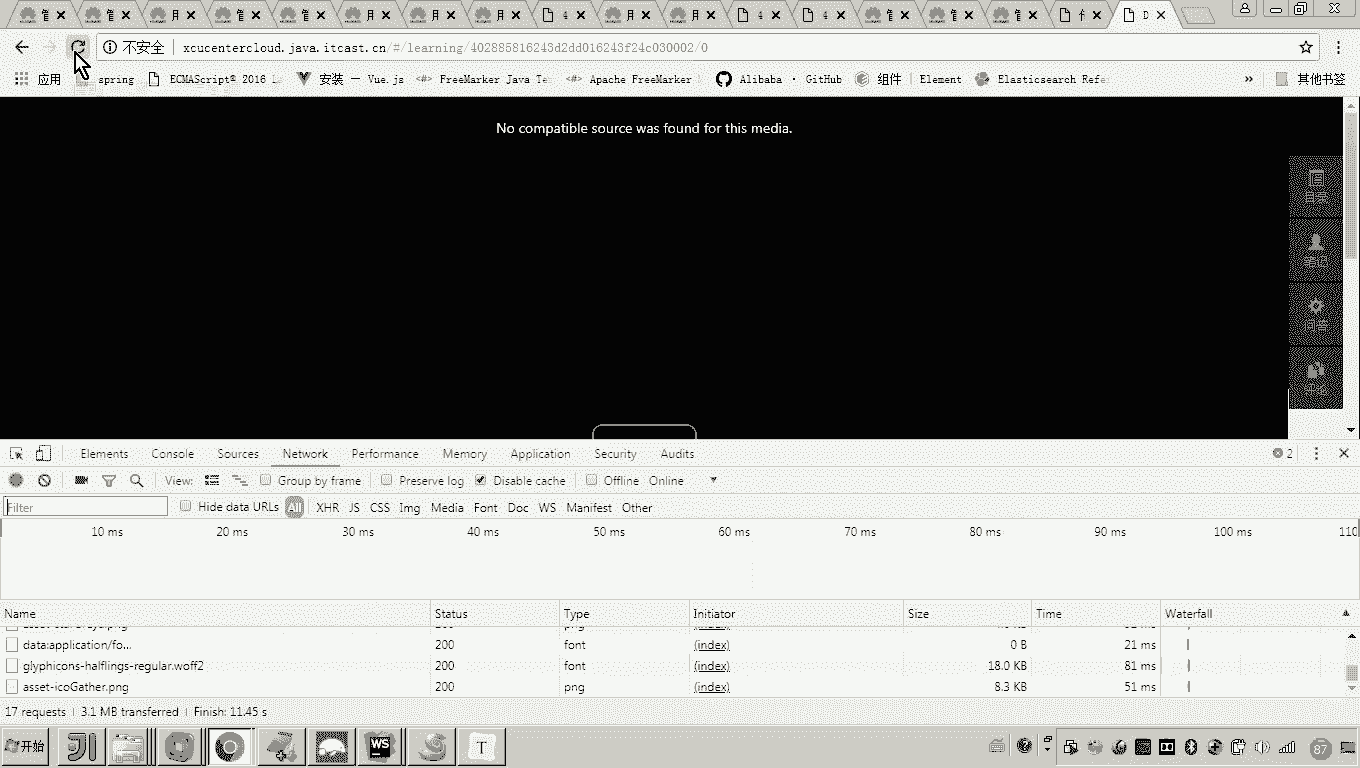 不安全 xcucentercloud.java.itcast.cn/#/learning/40288581624
应用 spring ECMAScript® 2016 L 安装 — Vue.js FreeMarker Java Te Apache FreeMarker Alibaba · GitHub 组件 | Element Elasticsearch Refe » 其他书签
No compatible source was found for this media.
目录
问答
Elements Console Sources Network Performance Memory Application Security Audits 2
View: Group by frame Preserve log Disable cache Offline Online
Filter Hide data URLs All XHR JS CSS Img Media Font Doc WS Manifest Other
10 ms 20 ms 30 ms 40 ms 50 ms 60 ms 70 ms 80 ms 90 ms 100 ms 110
Name Status Type Initiator Size Time Waterfall
data:application/fo... 200 font (index) 0 B 21 ms
glyphicons-halflings-regular.woff2 200 font (index) 18.0 KB 81 ms
asset-icoGather.png 200 png (index) 8.3 KB 51 ms
17 requests | 3.1 MB transferred | Finish: 11.45 s
开始 WS T 87